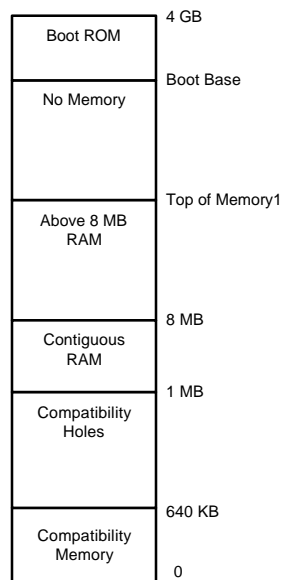 4 GB
Boot ROM
Boot Base
No Memory
Top of Memory1
Above 8 MB
RAM
8 MB
Contiguous
RAM
1 MB
Compatibility
Holes
640 KB
Compatibility
Memory
0